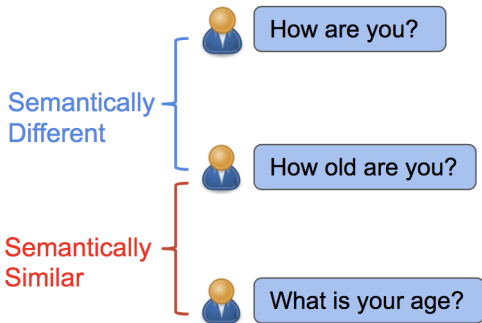 How are you?
Semantically
Different
How old are you?
Semantically
Similar
What is your age?